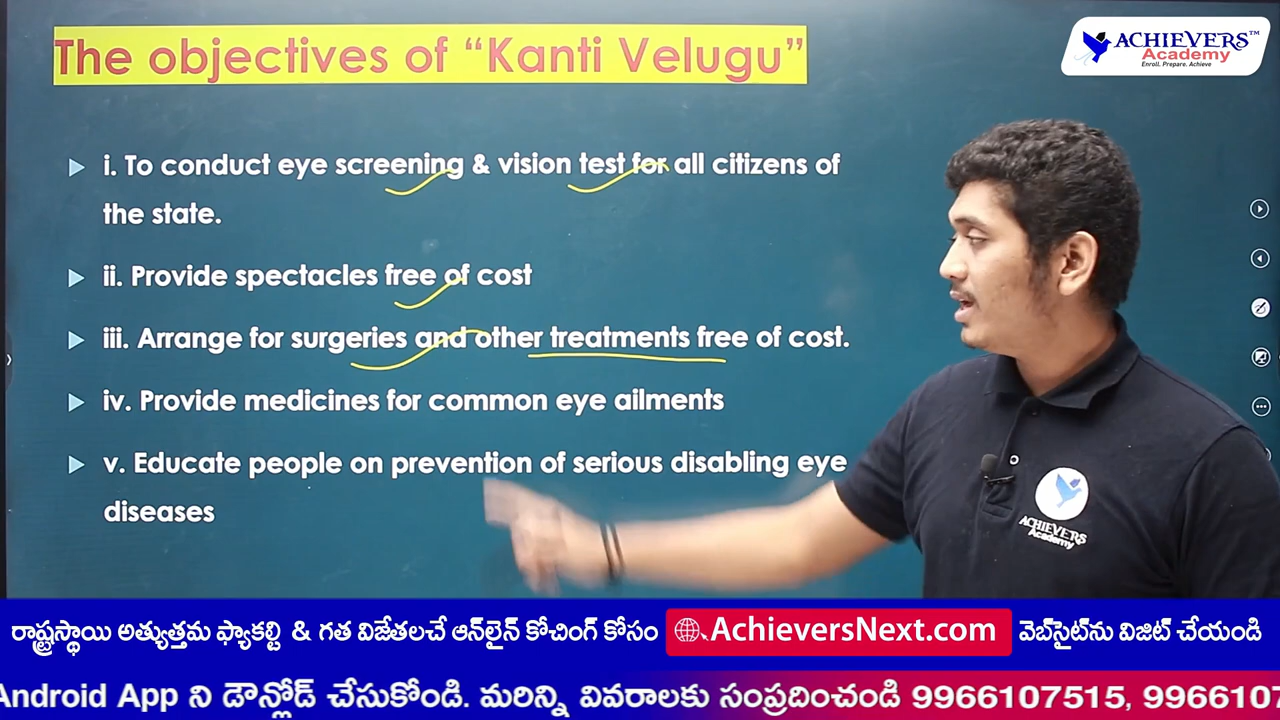 The objectives of “Kanti Velugu”
ACHIEVERS™
Academy
Enroll. Prepare. Achieve
i. To conduct eye screening & vision test for all citizens of
the state.
ii. Provide spectacles free of cost
iii. Arrange for surgeries and other treatments free of cost.
iv. Provide medicines for common eye ailments
v. Educate people on prevention of serious disabling eye
diseases
ACHIEVERS
Academy
రాష్ట్రస్థాయి అత్యుత్తమ ఫ్యాకల్టి & గత విజేతలచే ఆన్‌లైన్ కోచింగ్ కోసం AchieversNext.com వెబ్‌సైట్‌ను విజిట్ చేయండి
Android App ని డౌన్లోడ్ చేసుకోండి. మరిన్ని వివరాలకు సంప్రదించండి 9966107515, 996610